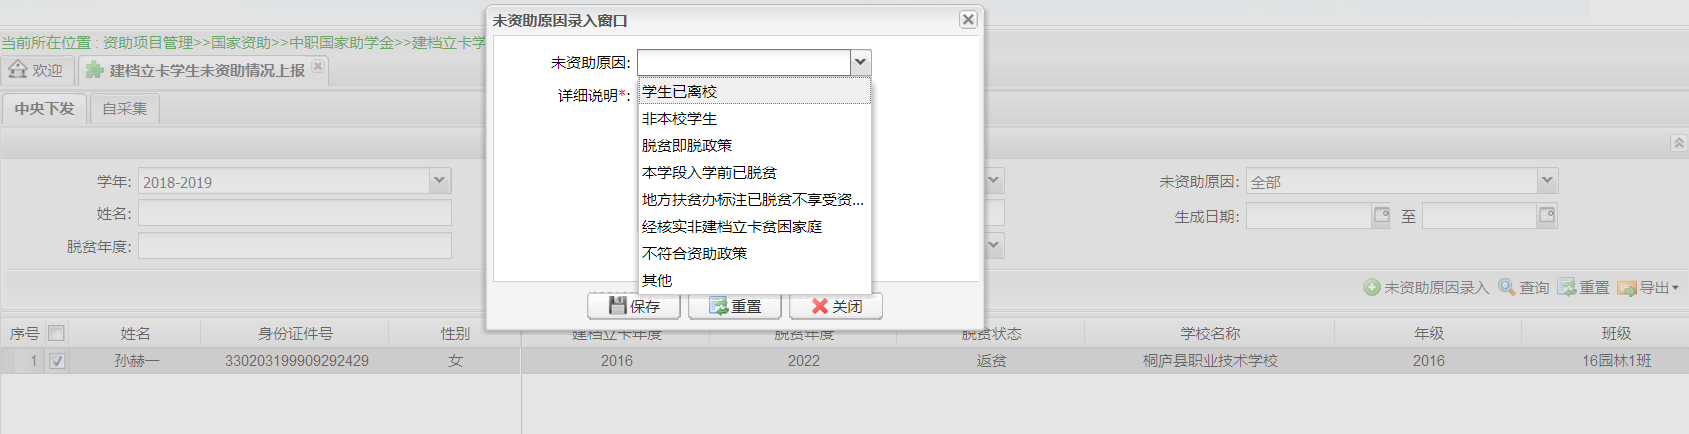 未资助原因录入窗口
当前所在位置 : 资助项目管理>>国家资助>>中职国家助学金>>建档立卡学
欢迎 建档立卡学生未资助情况上报
中央下发 自采集
未资助原因:
详细说明*: 学生已离校
非本校学生
脱贫即脱政策
本学段入学前已脱贫
地方扶贫办标注已脱贫不享受资...
经核实非建档立卡贫困家庭
不符合资助政策
其他
保存 重置 关闭
学年: 2018-2019 未资助原因: 全部
姓名: 生成日期: 至
脱贫年度:
未资助原因录入 查询 重置 导出
序号 姓名 身份证件号 性别 建档立卡年度 脱贫年度 脱贫状态 学校名称 年级 班级
1 孙赫一 330203199909292429 女 2016 2022 返贫 桐庐县职业技术学校 2016 16园林1班